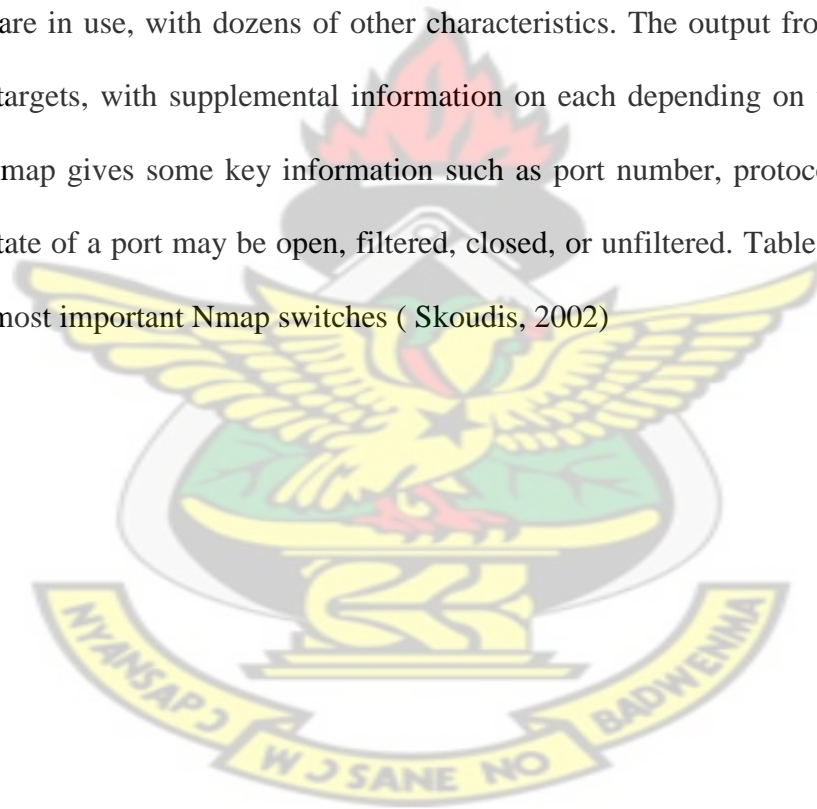 are in use, with dozens of other characteristics. The output fro
targets, with supplemental information on each depending on
map gives some key information such as port number, protoc
tate of a port may be open, filtered, closed, or unfiltered. Table
most important Nmap switches ( Skoudis, 2002)
NYANSAPƆ WƆSANE NO BADWENMA